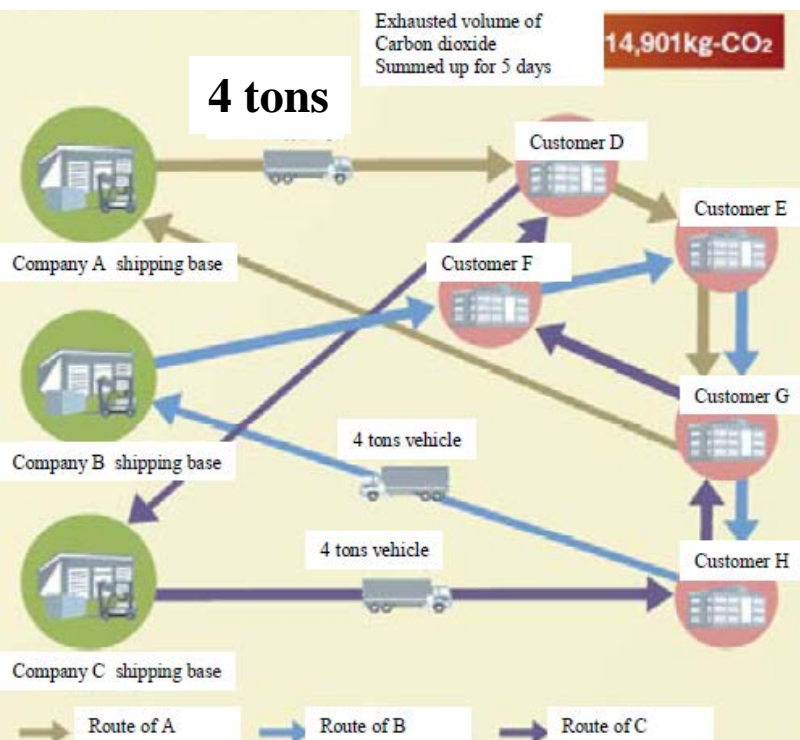 Exhausted volume of
Carbon dioxide
Summed up for 5 days
14,901kg-CO2
4 tons
Customer D
Customer E
Company A shipping base
Customer F
Customer G
4 tons vehicle
Company B shipping base
4 tons vehicle
Customer H
Company C shipping base
Route of A
Route of B
Route of C